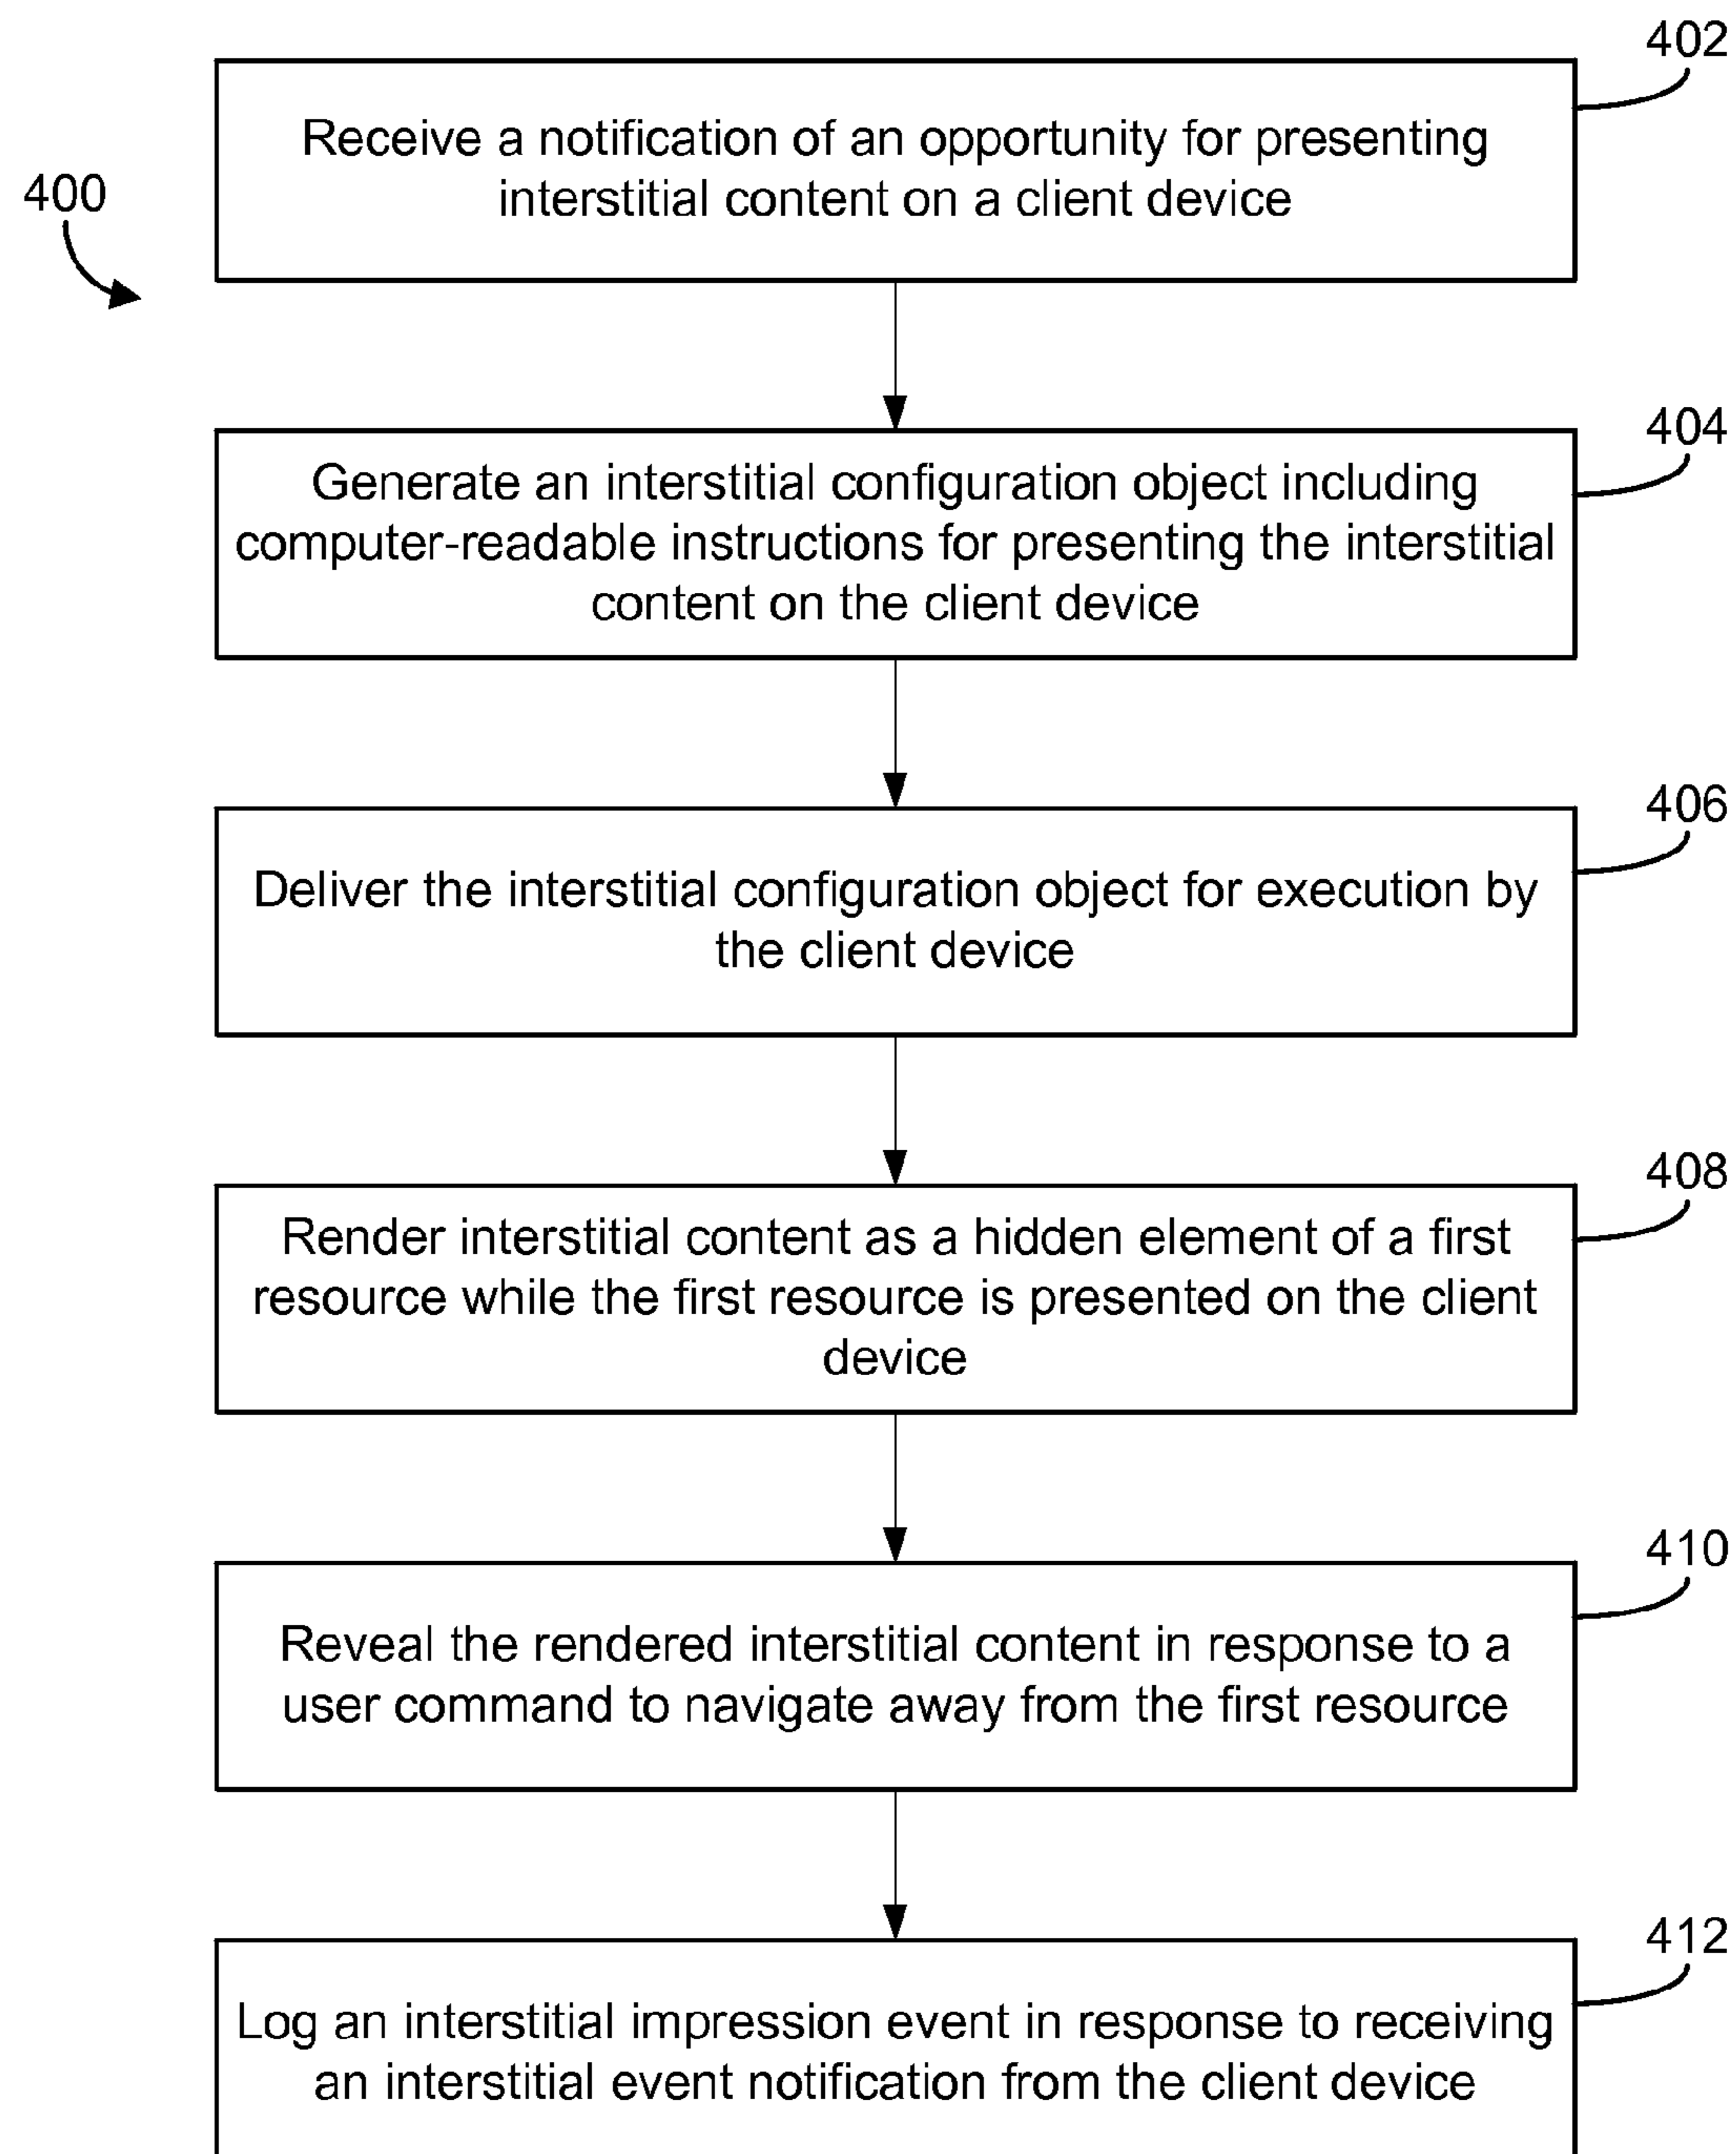 402
Receive a notification of an opportunity for presenting
interstitial content on a client device
400
404
Generate an interstitial configuration object including
computer-readable instructions for presenting the interstitial
content on the client device
406
Deliver the interstitial configuration object for execution by
the client device
408
Render interstitial content as a hidden element of a first
resource while the first resource is presented on the client
device
410
Reveal the rendered interstitial content in response to a
user command to navigate away from the first resource
412
Log an interstitial impression event in response to receiving
an interstitial event notification from the client device